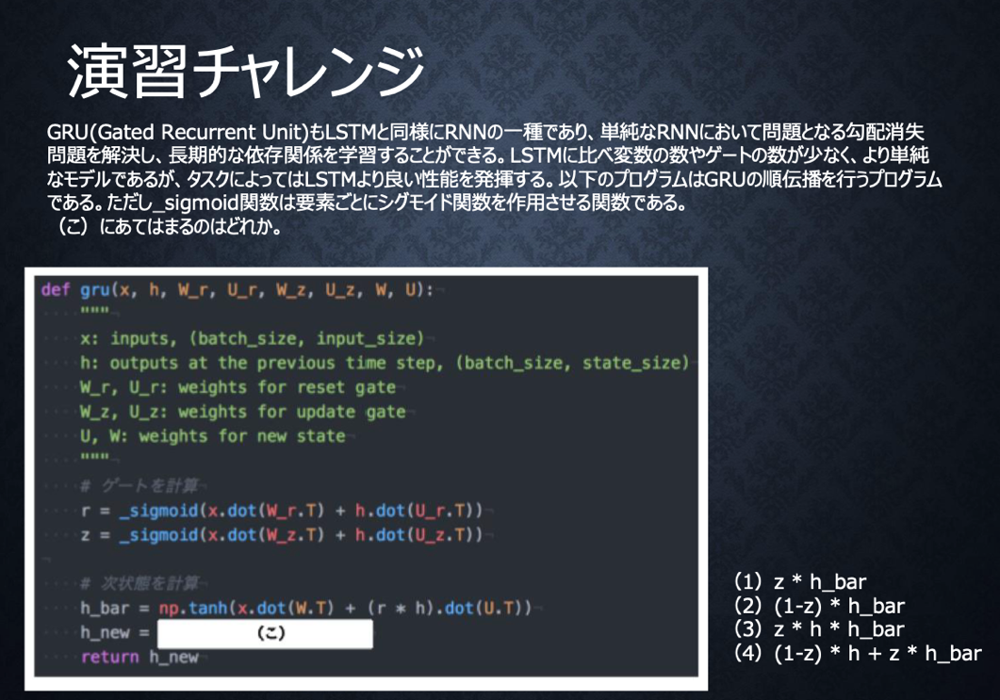 演習チャレンジ
GRU(Gated Recurrent Unit)もLSTMと同様にRNNの一種であり、単純なRNNにおいて問題となる勾配消失
問題を解決し、長期的な依存関係を学習することができる。LSTMに比べ変数の数やゲートの数が少なく、より単純
なモデルであるが、タスクによってはLSTMより良い性能を発揮する。以下のプログラムはGRUの順伝播を行うプログラム
である。ただし_sigmoid関数は要素ごとにシグモイド関数を作用させる関数である。
（こ）にあてはまるのはどれか。
def gru(x, h, W_r, U_r, W_z, U_z, W, U):
"""
x: inputs, (batch_size, input_size)
h: outputs at the previous time step, (batch_size, state_size)
W_r, U_r: weights for reset gate
W_z, U_z: weights for update gate
U, W: weights for new state
"""
# ゲートを計算
r = _sigmoid(x.dot(W_r.T) + h.dot(U_r.T))
z = _sigmoid(x.dot(W_z.T) + h.dot(U_z.T))
# 次状態を計算
h_bar = np.tanh(x.dot(W.T) + (r * h).dot(U.T))
h_new = （こ）
return h_new
（1）z * h_bar
（2）(1-z) * h_bar
（3）z * h * h_bar
（4）(1-z) * h + z * h_bar